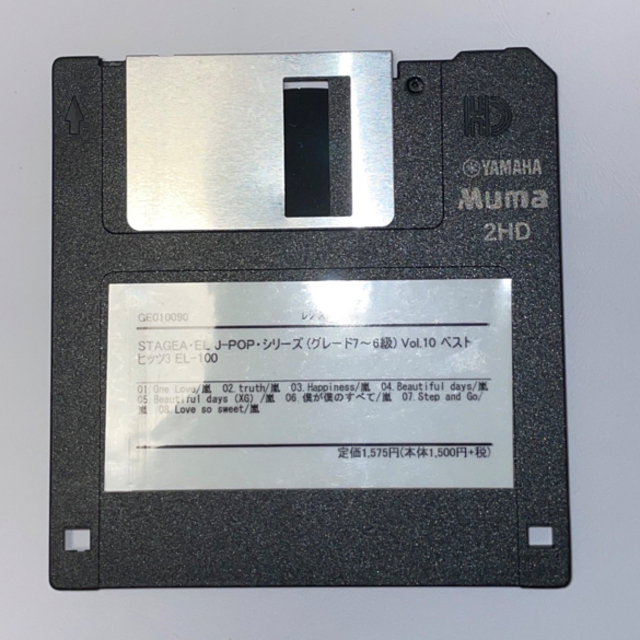 HD
YAMAHA
Muma
2HD
GE010090
STAGEA・EL J-POP・シリーズ(グレード7～6級) Vol.10 ベスト
ヒッツ3 EL-100
01.One Love/嵐 02.truth/嵐 03.Happiness/嵐 04.Beautiful days/嵐
05.Beautiful days (XG) /嵐 06.僕が僕のすべて/嵐 07.Step and Go/
嵐 08.Love so sweet/嵐
定価1,575円(本体1,500円+税)